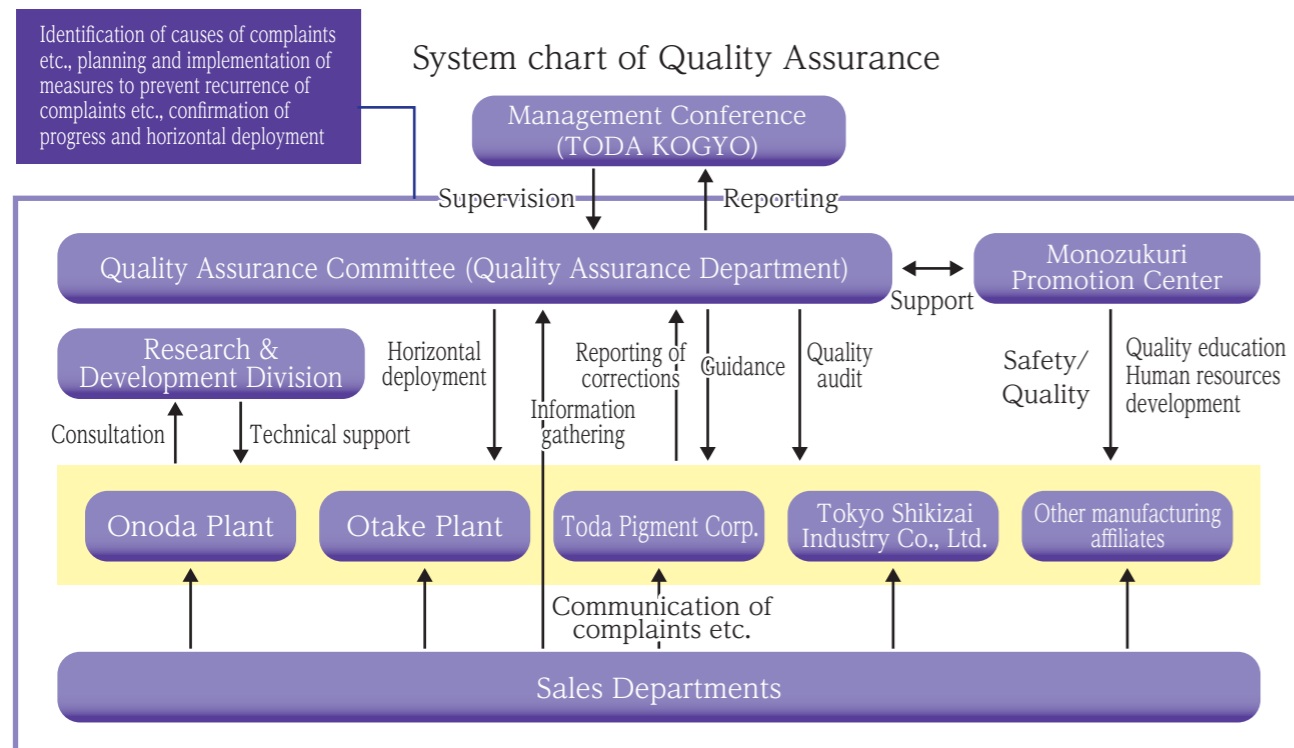 Identification of causes of complaints
etc., planning and implementation of
measures to prevent recurrence of
complaints etc., confirmation of
progress and horizontal deployment
System chart of Quality Assurance
Management Conference
(TODA KOGYO)
Supervision
Reporting
Quality Assurance Committee (Quality Assurance Department)
Support
Monozukuri
Promotion Center
Research &
Development Division
Consultation
Technical support
Horizontal
deployment
Information
gathering
Reporting of
corrections
Guidance
Quality
audit
Safety/
Quality
Quality education
Human resources
development
Onoda Plant
Otake Plant
Toda Pigment Corp.
Tokyo Shikizai
Industry Co., Ltd.
Other manufacturing
affiliates
Communication of
complaints etc.
Sales Departments